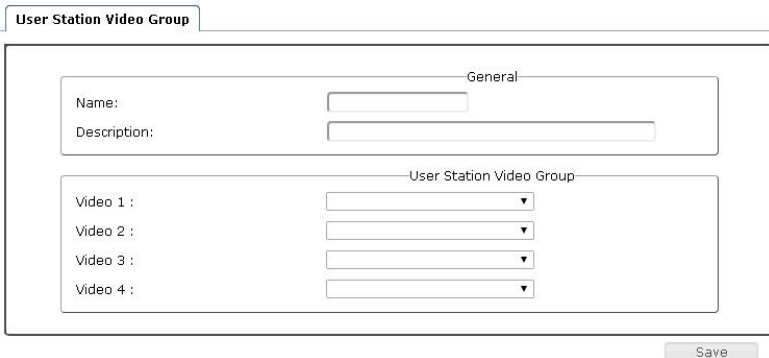 User Station Video Group
General
Name:
Description:
User Station Video Group
Video 1 :
Video 2 :
Video 3 :
Video 4 :
Save